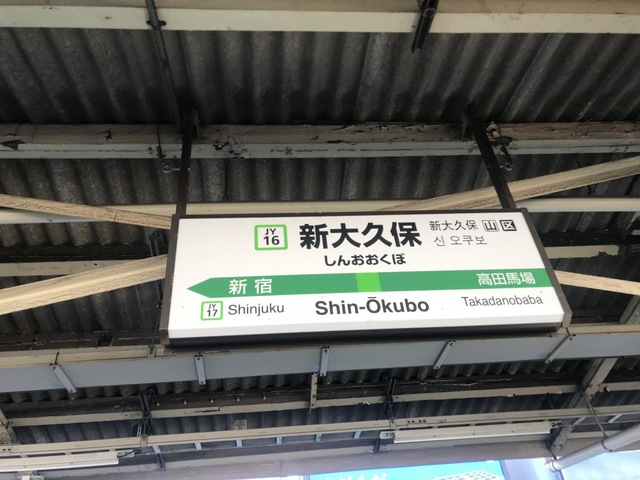 JY
16
新大久保
しんおおくぼ
新大久保 山 区
신오쿠보
新宿
高田馬場
JY
17
Shinjuku
Shin-Ōkubo
Takadanobaba